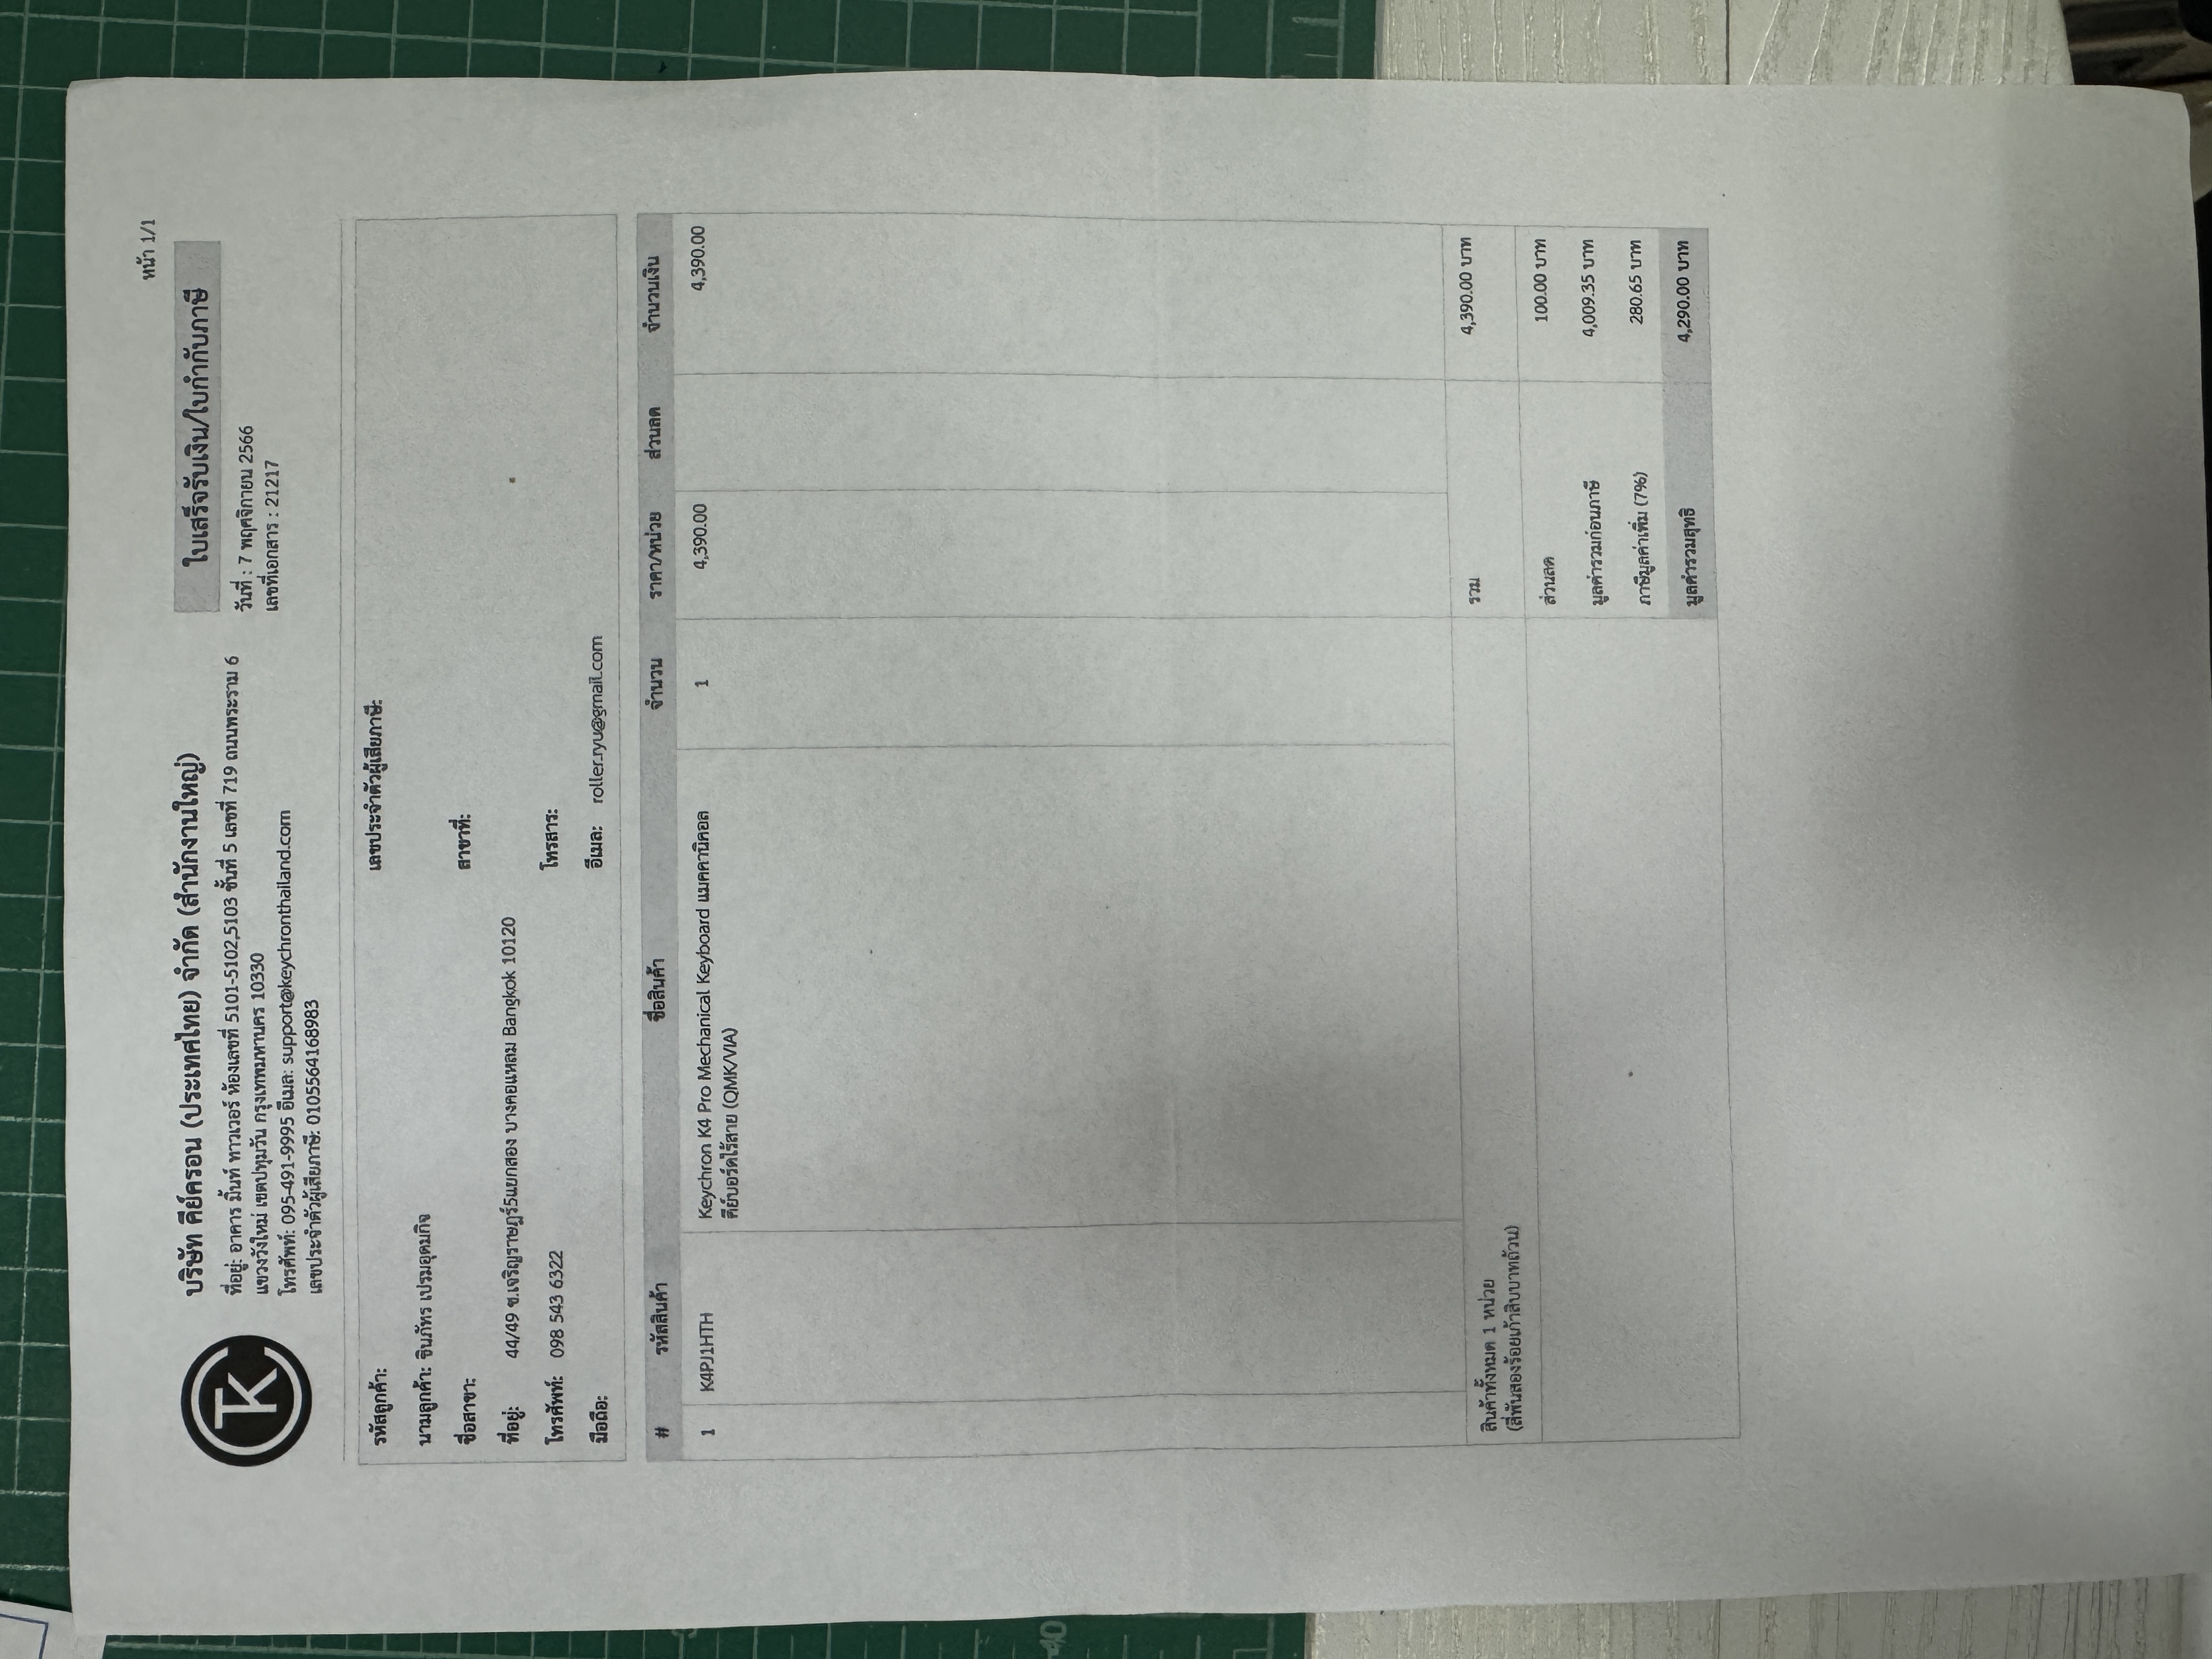 หน้า 1/1
TKC
บริษัท คีย์ครอน (ประเทศไทย) จำกัด (สำนักงานใหญ่)
ที่อยู่: อาคาร มิ้นท์ ทาวเวอร์ ห้องเลขที่ 5101-5102,5103 ชั้นที่ 5 เลขที่ 719 ถนนพระราม 6
แขวงวังใหม่ เขตปทุมวัน กรุงเทพมหานคร 10330
โทรศัพท์: 095-491-9995 อีเมล: support@keychronthailand.com
เลขประจำตัวผู้เสียภาษี: 0105564168983
ใบเสร็จรับเงิน/ใบกำกับภาษี
วันที่ : 7 พฤศจิกายน 2566
เลขที่เอกสาร : 21217
รหัสลูกค้า: เลขประจำตัวผู้เสียภาษี:
นามลูกค้า: ชินภัทร เปรมอุดมกิจ
ชื่อสาขา: สาขาที่:
ที่อยู่: 44/49 ซ.เจริญราษฎร์5แยกสอง บางคอแหลม Bangkok 10120
โทรศัพท์: 098 543 6322 โทรสาร:
มือถือ: อีเมล: roller.ryu@gmail.com
# รหัสสินค้า ชื่อสินค้า จำนวน ราคา/หน่วย ส่วนลด จำนวนเงิน
1 K4PJ1HTH Keychron K4 Pro Mechanical Keyboard แมคคานิคอล 1 4,390.00 4,390.00
คีย์บอร์ดไร้สาย (QMK/VIA)
สินค้าทั้งหมด 1 หน่วย
(สี่พันสองร้อยเก้าสิบบาทถ้วน)
รวม 4,390.00 บาท
ส่วนลด 100.00 บาท
มูลค่ารวมก่อนภาษี 4,009.35 บาท
ภาษีมูลค่าเพิ่ม (7%) 280.65 บาท
มูลค่ารวมสุทธิ 4,290.00 บาท
40